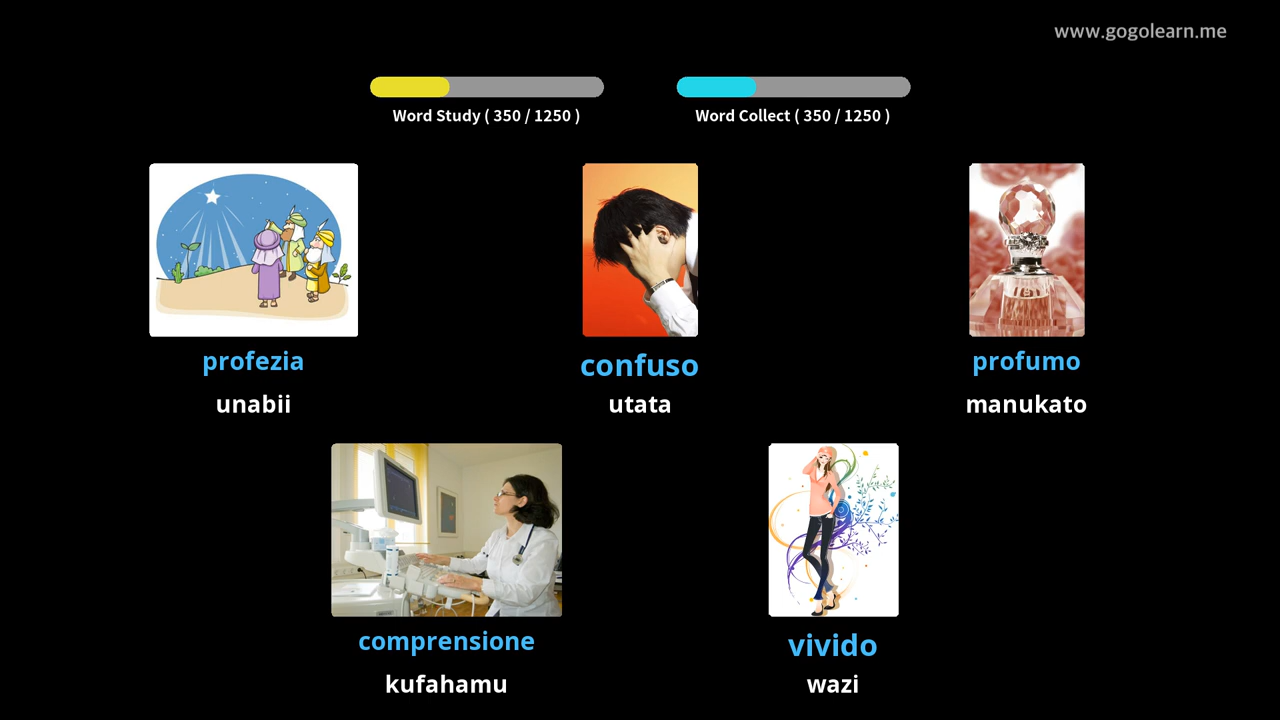 www.gogolearn.me
Word Study ( 350 / 1250 )
Word Collect ( 350 / 1250 )
profezia
confuso
profumo
unabii
utata
manukato
comprensione
vivido
kufahamu
wazi